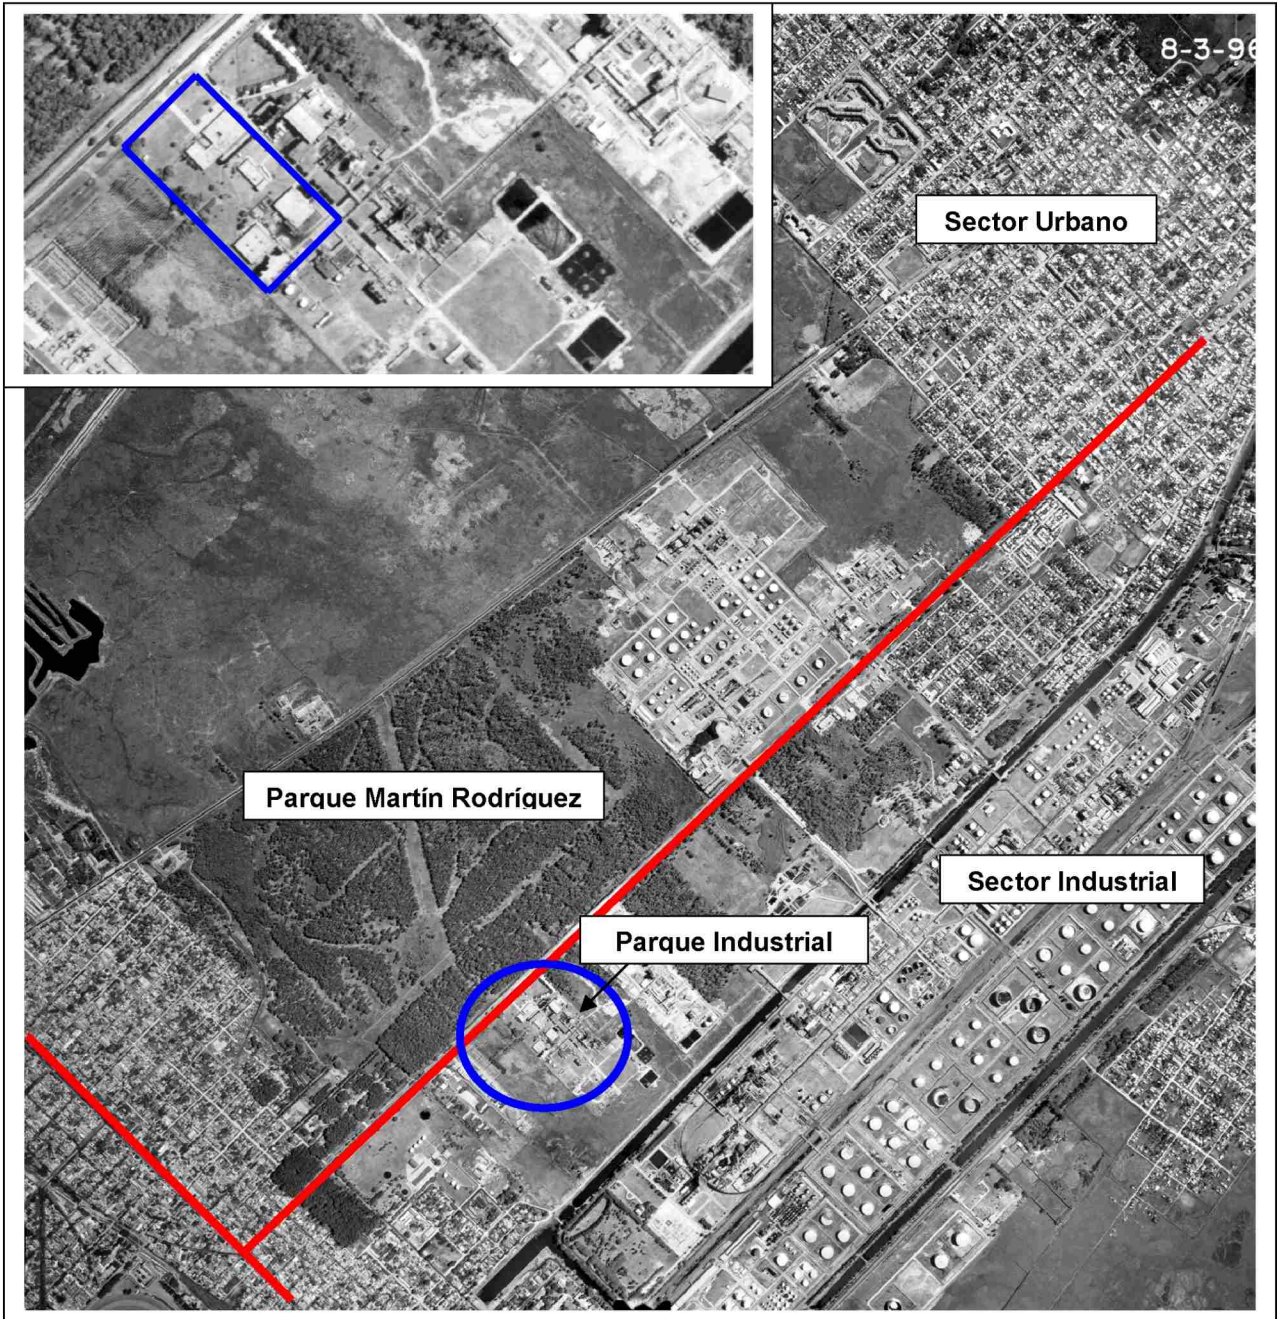 8-3-96
Sector Urbano
Parque Martín Rodríguez
Sector Industrial
Parque Industrial